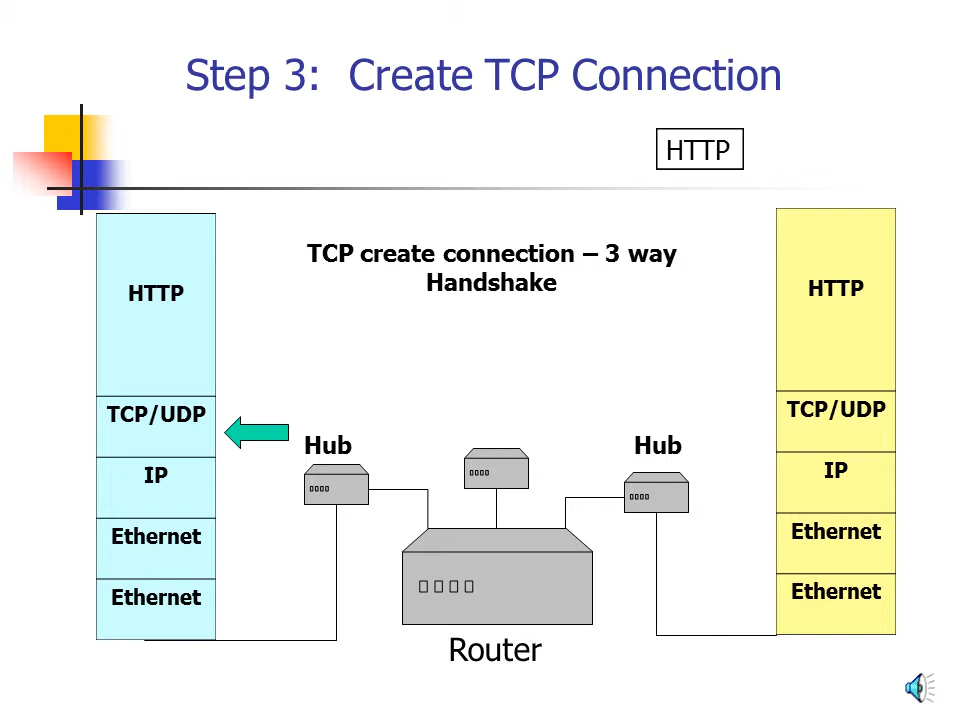 Step 3: Create TCP Connection
HTTP
TCP create connection – 3 way
Handshake
HTTP
TCP/UDP
IP
Ethernet
Ethernet
Hub
Hub
Router
HTTP
TCP/UDP
IP
Ethernet
Ethernet